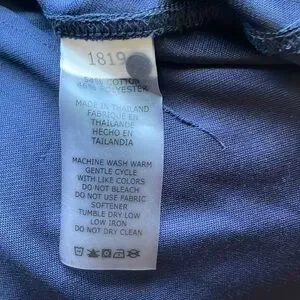 1819
54% COTTON
46% POLYESTER
MADE IN THAILAND
FABRIQUE EN
THAILANDE
HECHO EN
TAILANDIA
MACHINE WASH WARM
GENTLE CYCLE
WITH LIKE COLORS
DO NOT BLEACH
DO NOT USE FABRIC
SOFTENER
TUMBLE DRY LOW
LOW IRON
DO NOT DRY CLEAN